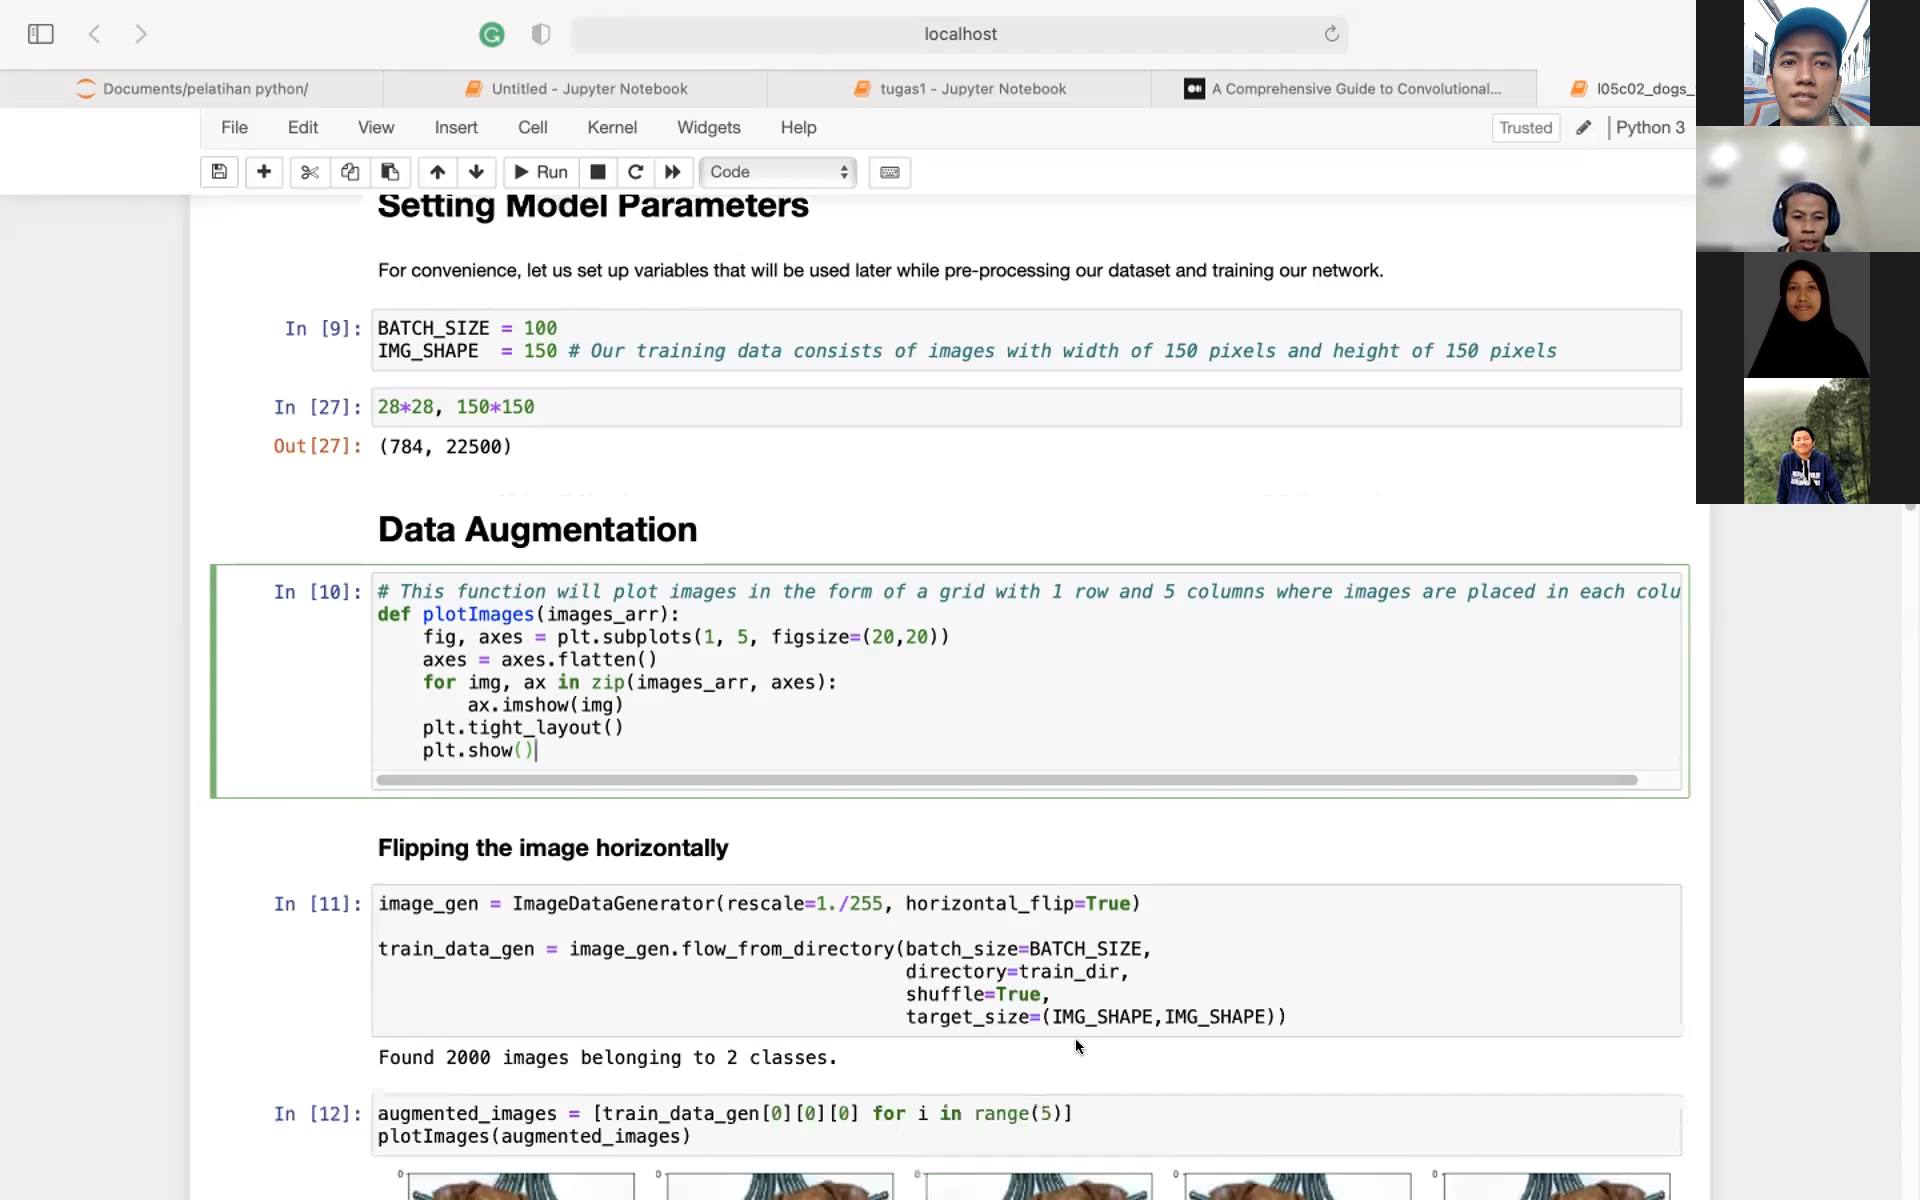 localhost
Documents/pelatihan python/
Untitled - Jupyter Notebook
tugas1 - Jupyter Notebook
A Comprehensive Guide to Convolutional...
l05c02_dogs_
File Edit View Insert Cell Kernel Widgets Help
Trusted
Python 3
Run
Code
Setting Model Parameters
For convenience, let us set up variables that will be used later while pre-processing our dataset and training our network.
In [9]: BATCH_SIZE = 100
IMG_SHAPE  = 150 # Our training data consists of images with width of 150 pixels and height of 150 pixels
In [27]: 28*28, 150*150
Out[27]: (784, 22500)
Data Augmentation
In [10]: # This function will plot images in the form of a grid with 1 row and 5 columns where images are placed in each colu
def plotImages(images_arr):
    fig, axes = plt.subplots(1, 5, figsize=(20,20))
    axes = axes.flatten()
    for img, ax in zip(images_arr, axes):
        ax.imshow(img)
    plt.tight_layout()
    plt.show()
Flipping the image horizontally
In [11]: image_gen = ImageDataGenerator(rescale=1./255, horizontal_flip=True)
train_data_gen = image_gen.flow_from_directory(batch_size=BATCH_SIZE,
directory=train_dir,
shuffle=True,
target_size=(IMG_SHAPE,IMG_SHAPE))
Found 2000 images belonging to 2 classes.
In [12]: augmented_images = [train_data_gen[0][0][0] for i in range(5)]
plotImages(augmented_images)
0 0 0 0 0